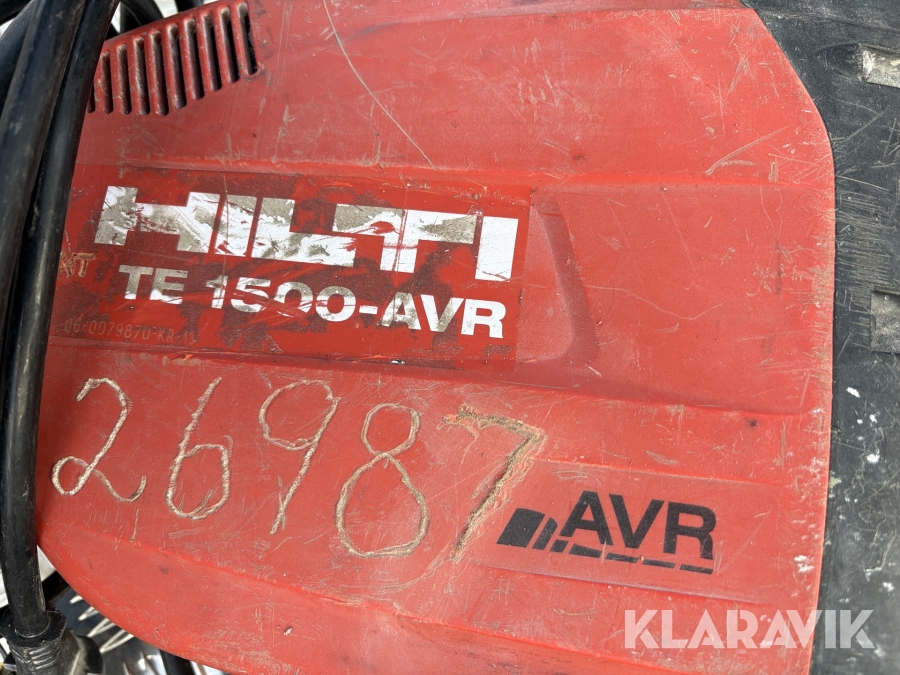 HILTI
TE 1500-AVR
26987
AVR
KLARAVIK